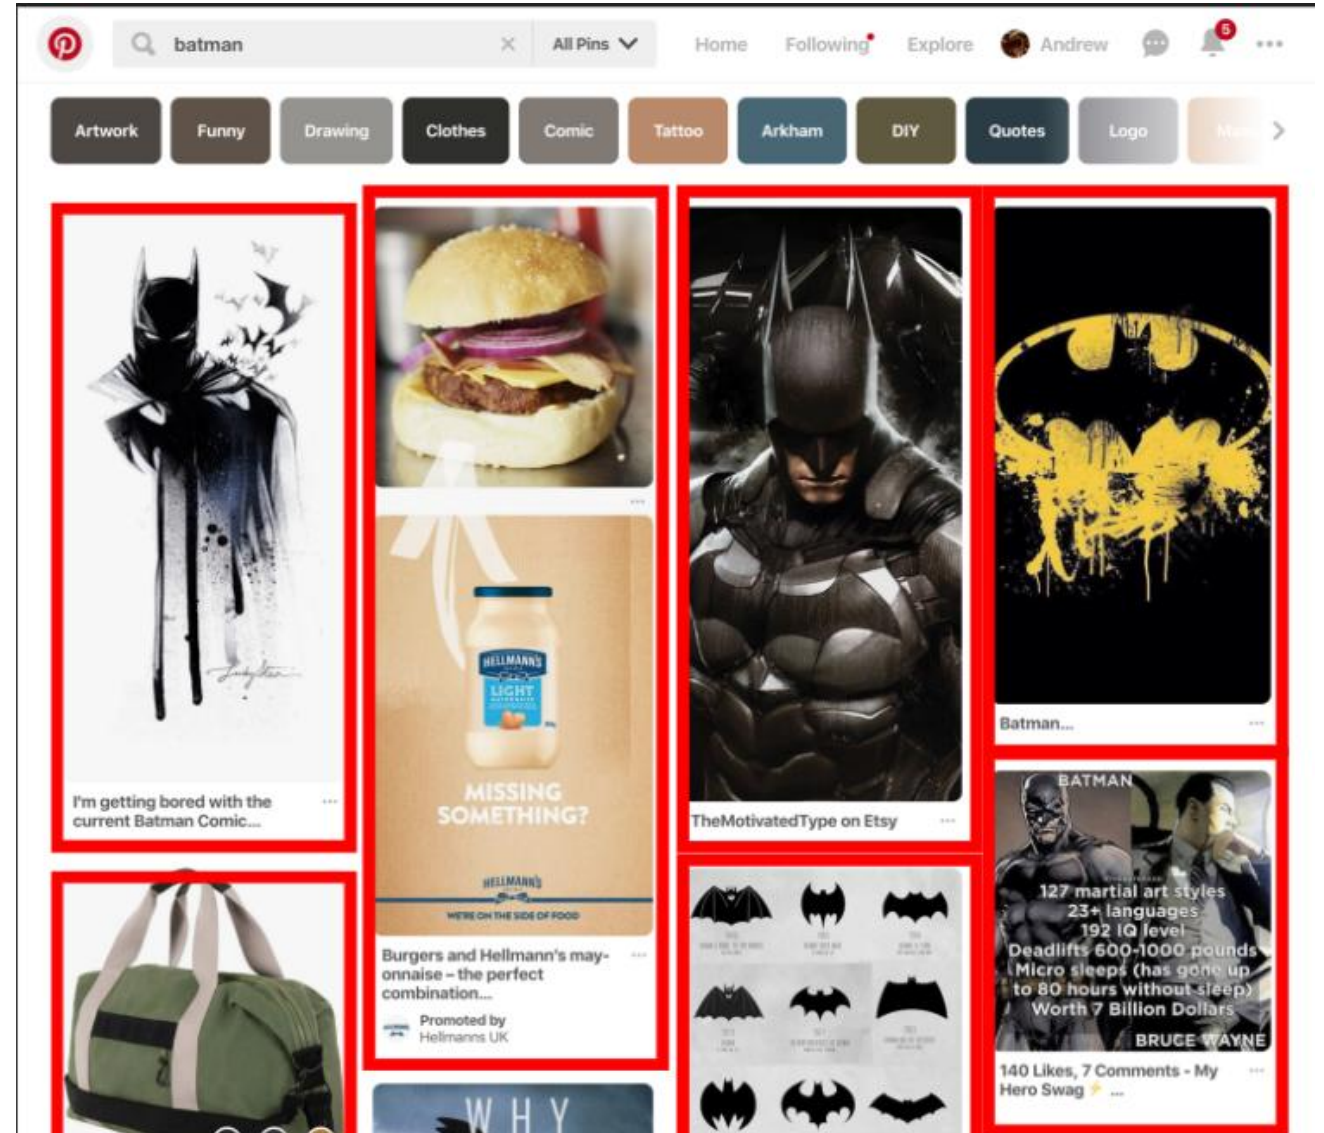 batman
All Pins
Home
Following
Explore
Andrew
5
Artwork
Funny
Drawing
Clothes
Comic
Tattoo
Arkham
DIY
Quotes
Logo
I'm getting bored with the
current Batman Comic...
HELLMANN'S
LIGHT
MISSING
SOMETHING?
HELLMANN'S
WE'RE ON THE SIDE OF FOOD
Burgers and Hellmann's may-
onnaise – the perfect
combination...
Promoted by
Hellmanns UK
WHY
TheMotivatedType on Etsy
Batman...
BATMAN
127 martial art styles
23+ languages
192 IQ level
Deadlifts 600-1000 pounds
Micro sleeps (has gone up
to 80 hours without sleep)
Worth 7 Billion Dollars
BRUCE WAYNE
140 Likes, 7 Comments - My
Hero Swag ⚡ ...